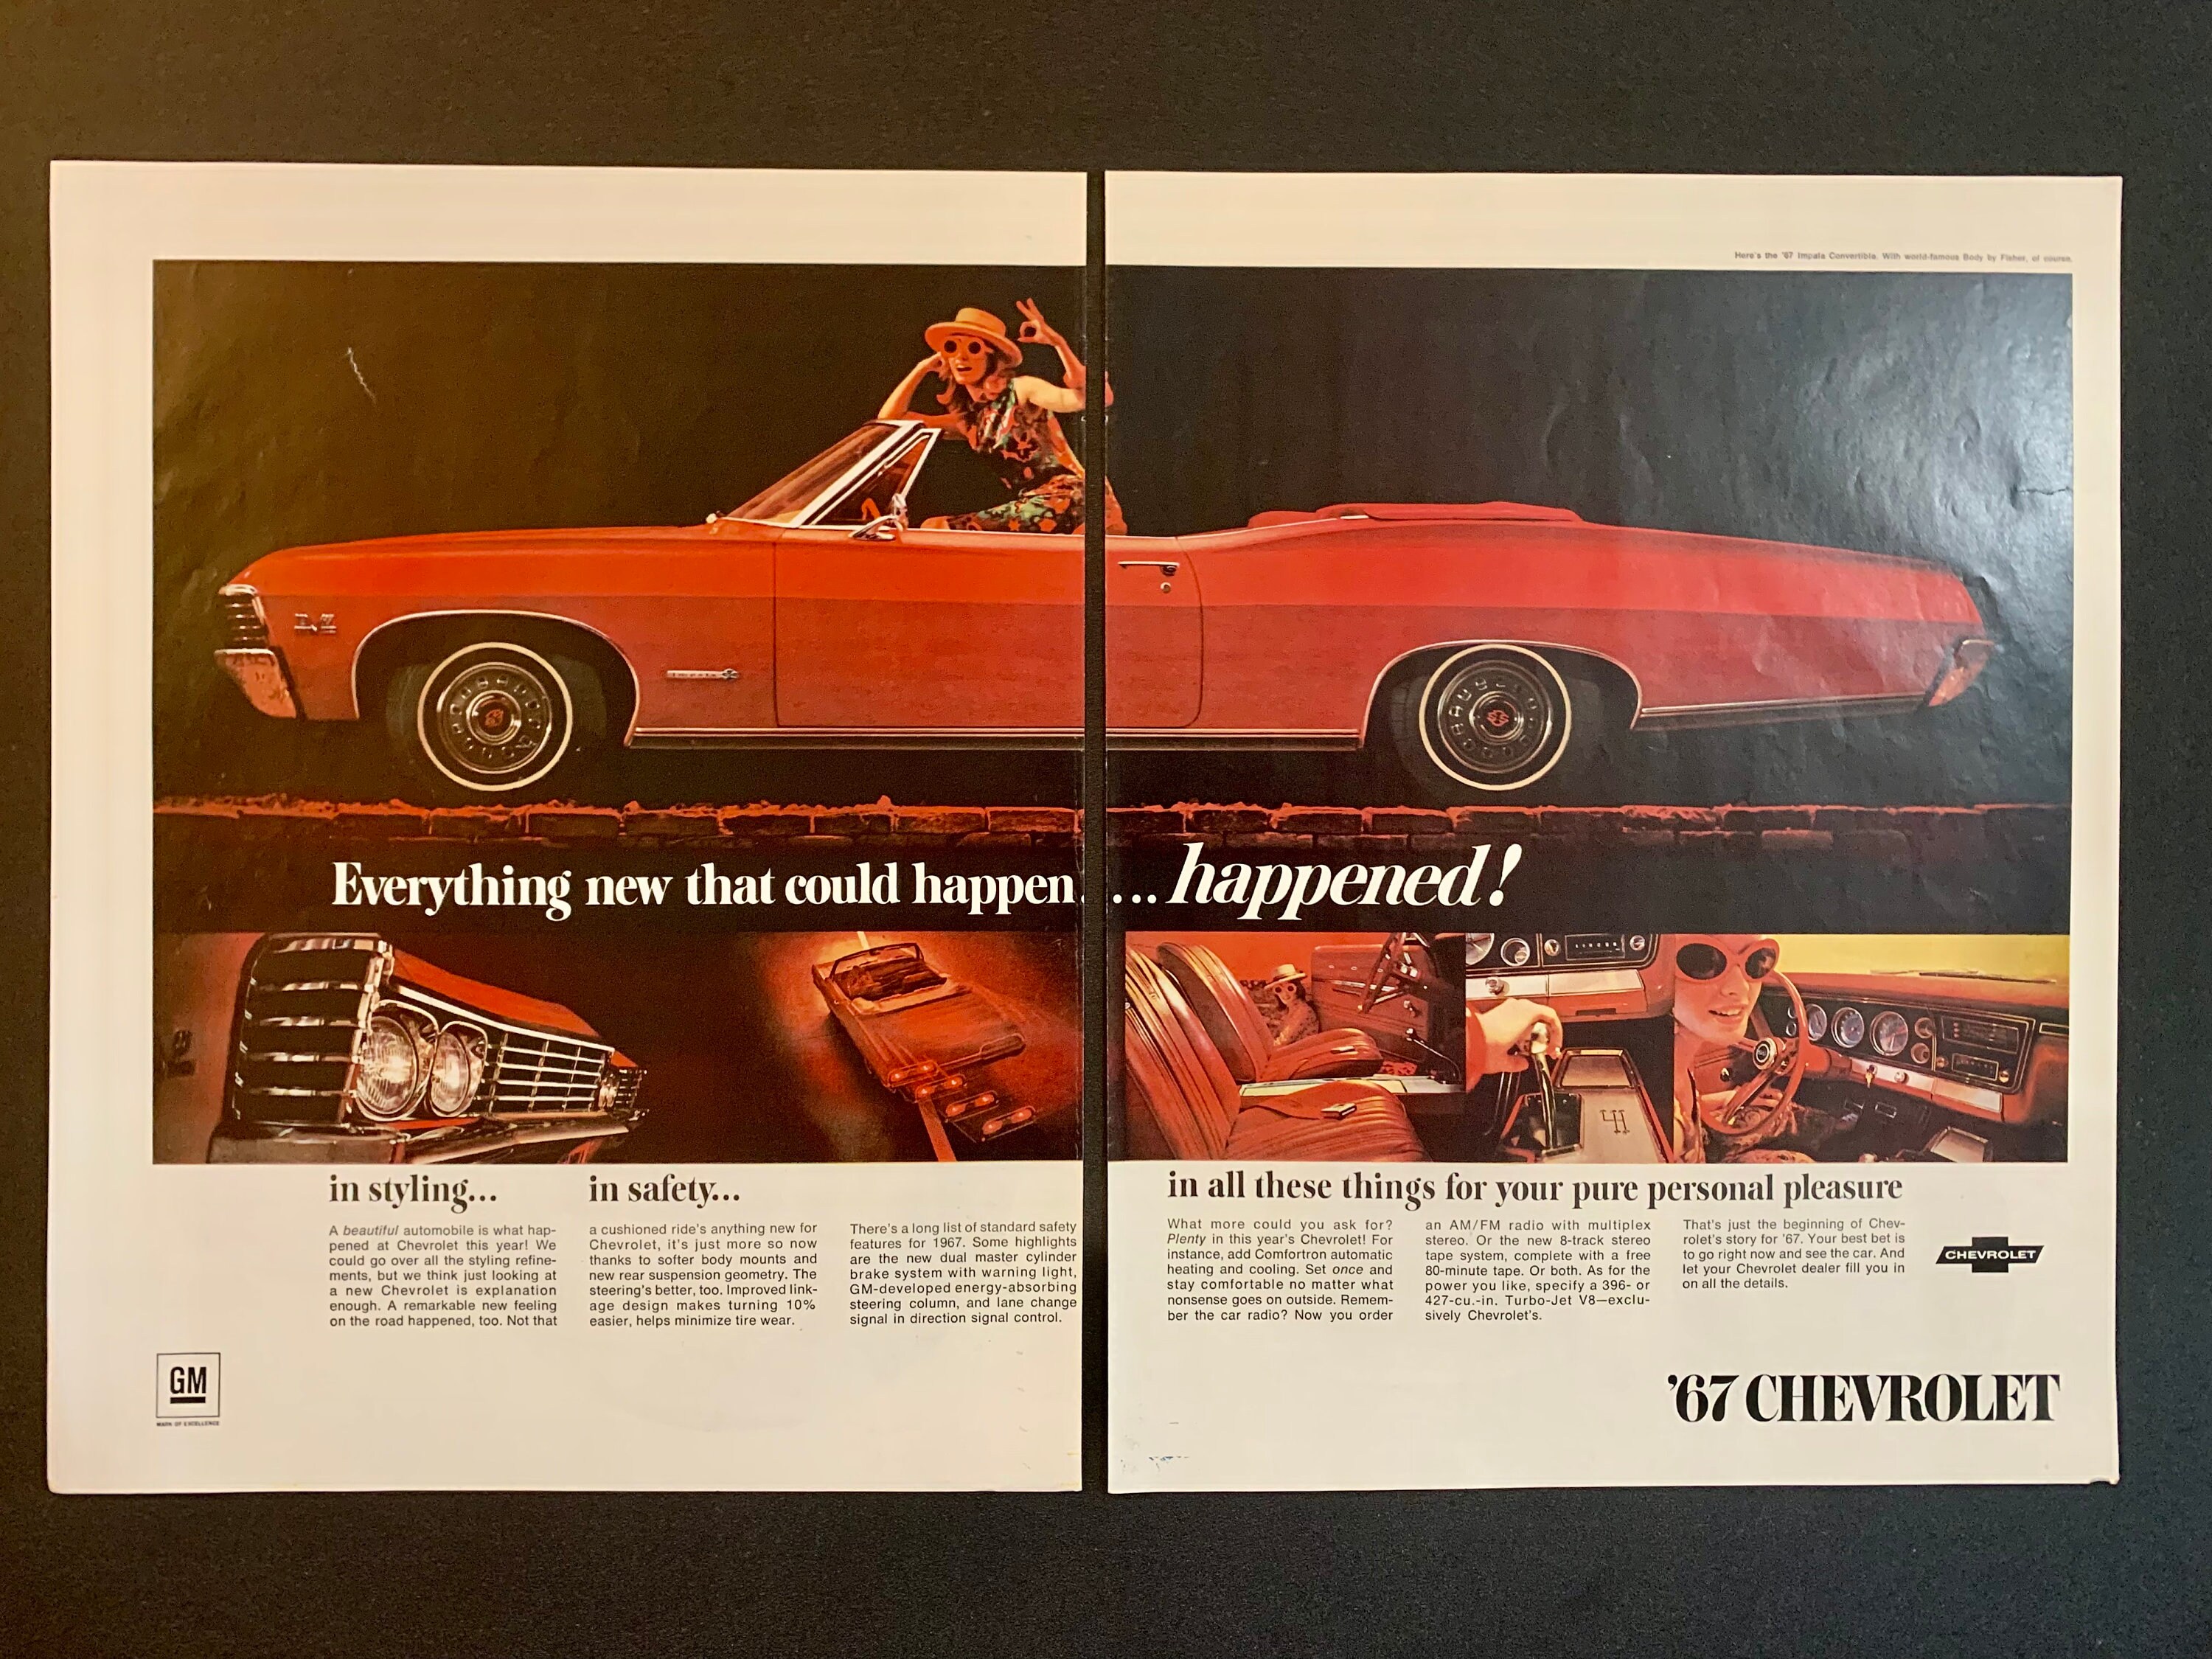 Here's the '67 Impala Convertible. With world-famous Body by Fisher, of course.
Everything new that could happen.... happened!
in styling...
A beautiful automobile is what hap-
pened at Chevrolet this year! We
could go over all the styling refine-
ments, but we think just looking at
a new Chevrolet is explanation
enough. A remarkable new feeling
on the road happened, too. Not that
in safety...
a cushioned ride's anything new for
Chevrolet, it's just more so now
thanks to softer body mounts and
new rear suspension geometry. The
steering's better, too. Improved link-
age design makes turning 10%
easier, helps minimize tire wear.
There's a long list of standard safety
features for 1967. Some highlights
are the new dual master cylinder
brake system with warning light,
GM-developed energy-absorbing
steering column, and lane change
signal in direction signal control.
in all these things for your pure personal pleasure
What more could you ask for?
Plenty in this year's Chevrolet! For
instance, add Comfortron automatic
heating and cooling. Set once and
stay comfortable no matter what
nonsense goes on outside. Remem-
ber the car radio? Now you order
an AM/FM radio with multiplex
stereo. Or the new 8-track stereo
tape system, complete with a free
80-minute tape. Or both. As for the
power you like, specify a 396- or
427-cu.-in. Turbo-Jet V8—exclu-
sively Chevrolet's.
That's just the beginning of Chev-
rolet's story for '67. Your best bet is
to go right now and see the car. And
let your Chevrolet dealer fill you in
on all the details.
CHEVROLET
GM
MARK OF EXCELLENCE
'67 CHEVROLET